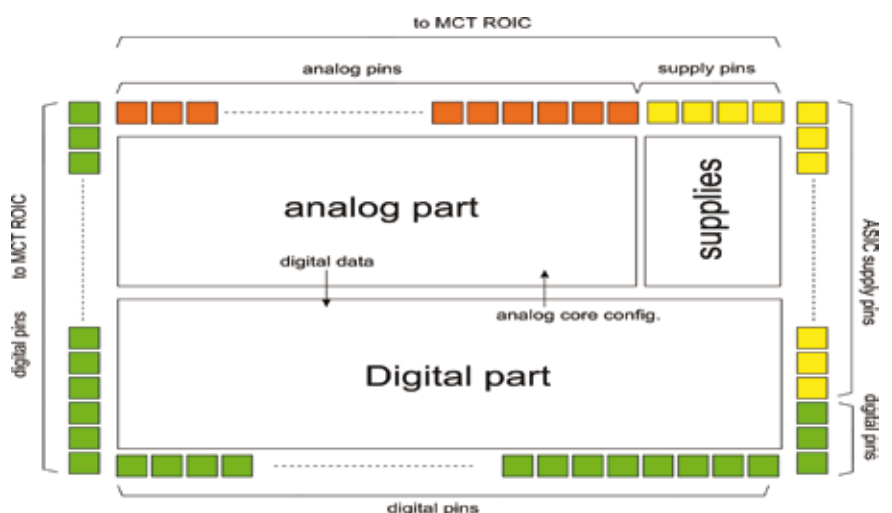 to MCT ROIC
analog pins
supply pins
analog part
supplies
digital data
analog core config.
Digital part
digital pins
to MCT ROIC
digital pins
ASIC supply pins
digital pins